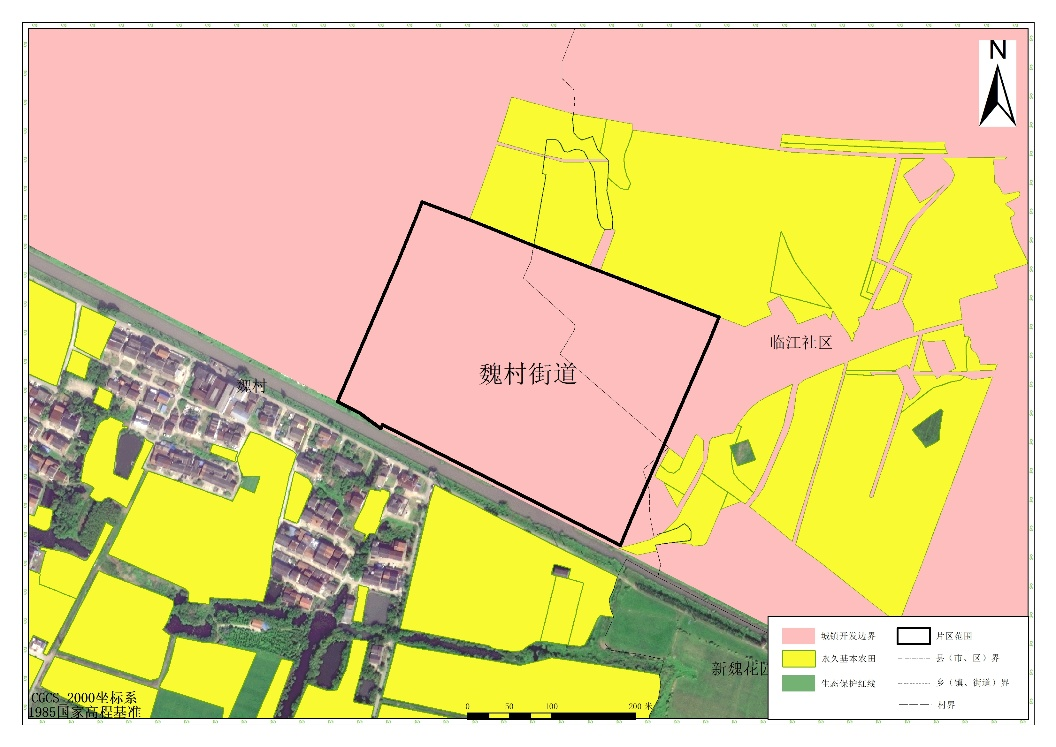 N
临江社区
魏村街道
魏村
新魏花园
城镇开发边界
永久基本农田
生态保护红线
片区范围
县（市、区）界
乡（镇、街道）界
村界
CGCS 2000坐标系
1985国家高程基准
0 50 100 200 米